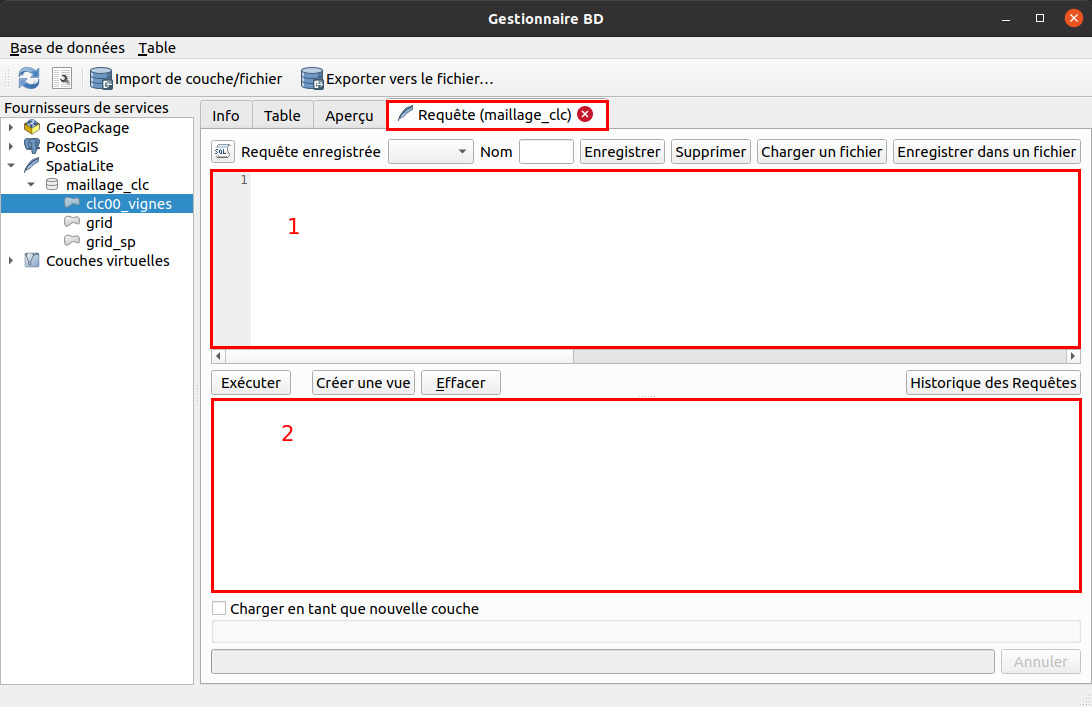 Gestionnaire BD
Base de données Table
Import de couche/fichier Exporter vers le fichier...
Fournisseurs de services
GeoPackage
PostGIS
SpatiaLite
maillage_clc
clc00_vignes
grid
grid_sp
Couches virtuelles
Info Table Aperçu Requête (maillage_clc)
SQL Requête enregistrée Nom Enregistrer Supprimer Charger un fichier Enregistrer dans un fichier
1
1
Exécuter Créer une vue Effacer Historique des Requêtes
2
Charger en tant que nouvelle couche
Annuler